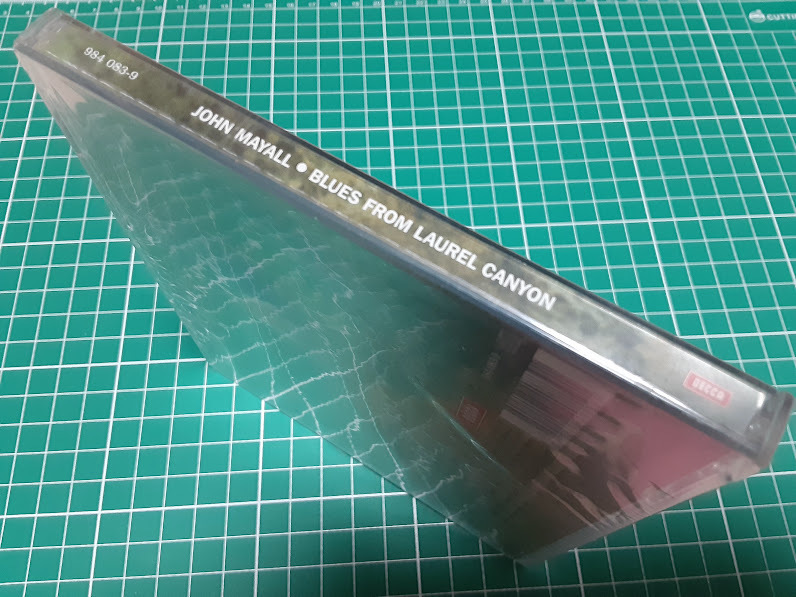 984 083-9
JOHN MAYALL ● BLUES FROM LAUREL CANYON
DECCA